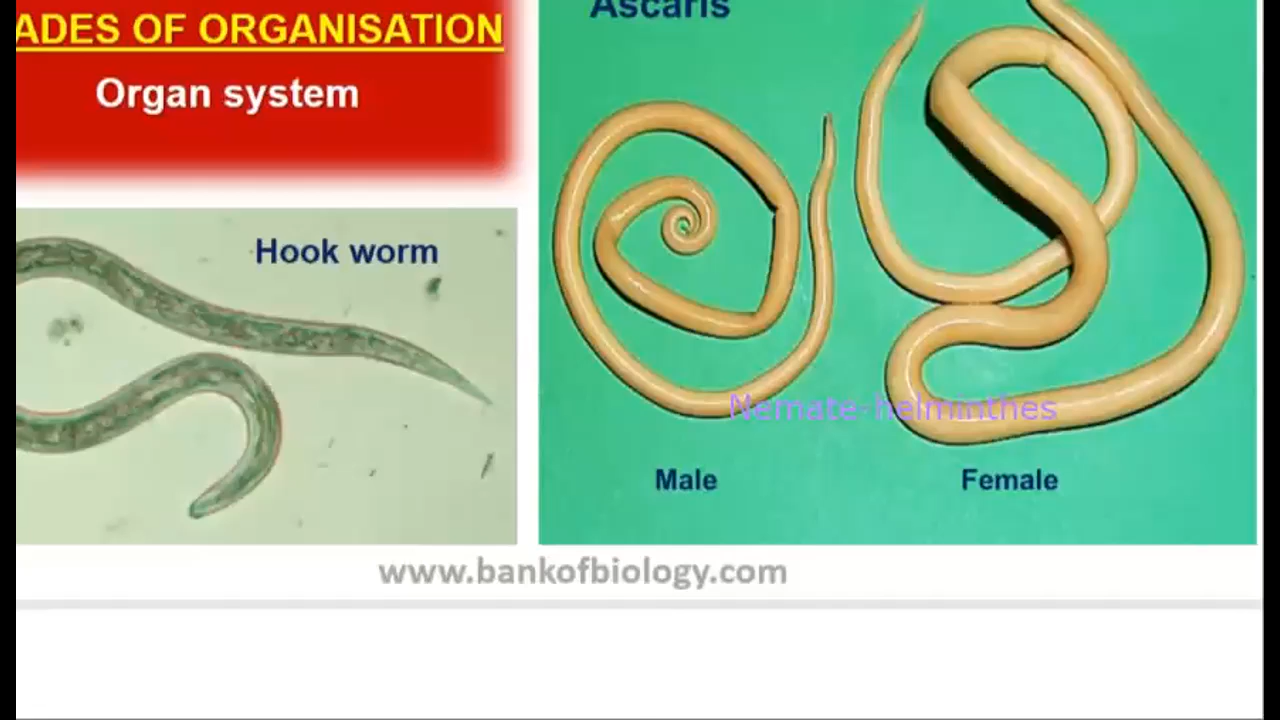 ADES OF ORGANISATION
Organ system
Ascaris
Hook worm
Nemate-helminthes
Male
Female
www.bankofbiology.com